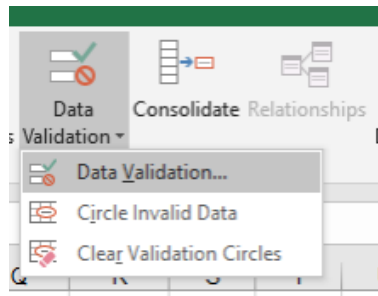 Data Consolidate Relationships
s Validation
Data Validation...
Circle Invalid Data
Clear Validation Circles